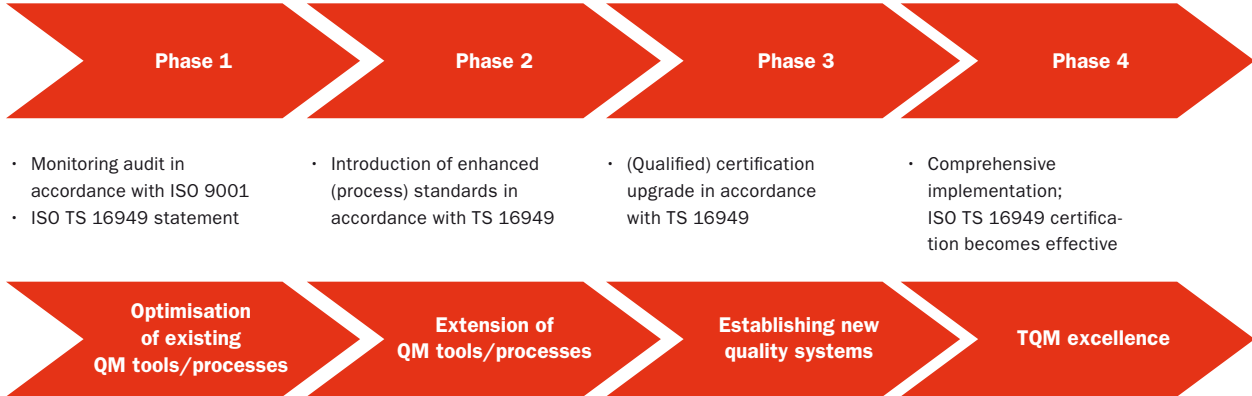 Phase 1
Phase 2
Phase 3
Phase 4
· Monitoring audit in
accordance with ISO 9001
· ISO TS 16949 statement
· Introduction of enhanced
(process) standards in
accordance with TS 16949
· (Qualified) certification
upgrade in accordance
with TS 16949
· Comprehensive
implementation;
ISO TS 16949 certifica-
tion becomes effective
Optimisation
of existing
QM tools/processes
Extension of
QM tools/processes
Establishing new
quality systems
TQM excellence